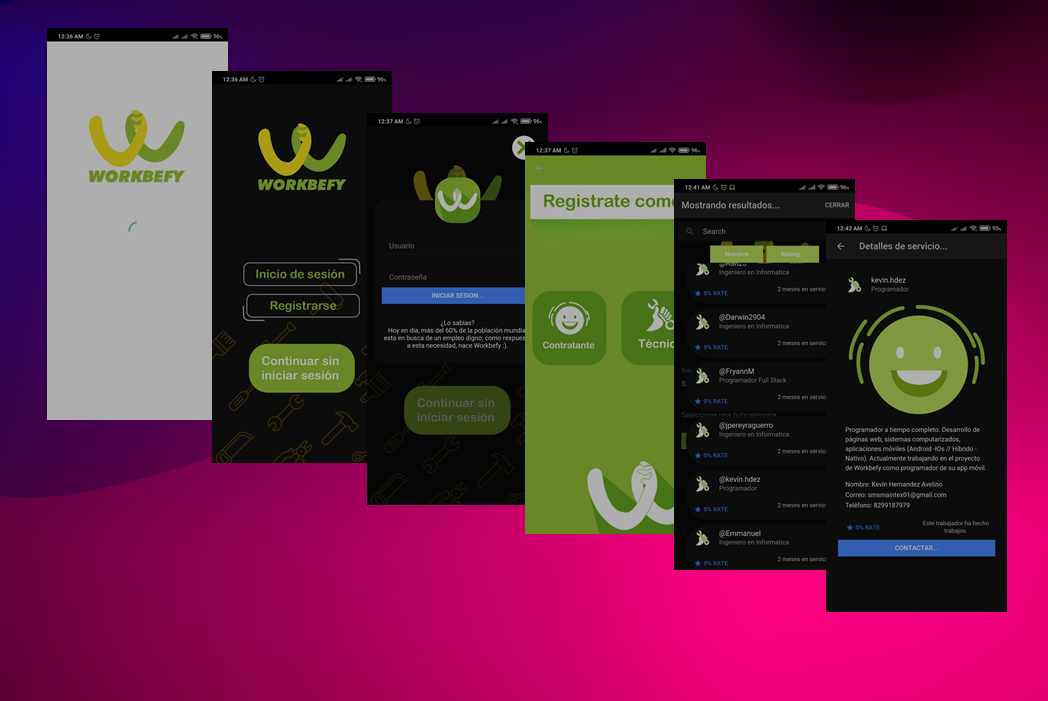 12:36 AM
96%
WORKBEFY
12:36 AM
96%
WORKBEFY
Inicio de sesión
Registrarse
Continuar sin
iniciar sesión
12:37 AM
96%
Usuario
Contraseña
INICIAR SESION...
¿Lo sabias?
Hoy en dia, más del 60% de la población mundia
esta en busca de un empleo digno; como respues
a esta necesidad, nace Workbefy :).
Continuar sin
iniciar sesión
12:37 AM
96%
Registrate com
Contratante
Técnic
12:41 AM
96%
Mostrando resultados...
CERRAR
Search
Nombre
Rating
Ingeniero en Informatica
0% RATE
2 meses en servic
@Darwin2904
Ingeniero en Informatica
0% RATE
2 meses en servic
@FryannM
Programador Full Stack
0% RATE
2 meses en servic
Seleccione una Subcategoria
@jpereyraguerro
Ingeniero en Informatica
0% RATE
2 meses en servic
@kevin.hdez
Programador
0% RATE
2 meses en servic
@Emmanuel
Ingeniero en Informatica
0% RATE
2 meses en servic
12:42 AM
95%
Detalles de servicio...
kevin.hdez
Programador
Programador a tiempo completo. Desarrollo de
páginas web, sistemas computarizados,
aplicaciones móviles (Android -IOs // Híbrido -
Nativo). Actualmente trabajando en el proyecto
de Workbefy como programador de su app móvil.
Nombre: Kevin Hernandez Avelino
Correo: smsmaintex01@gmail.com
Teléfono: 8299187979
0% RATE
Este trabajador ha hecho
trabajos.
CONTACTAR...